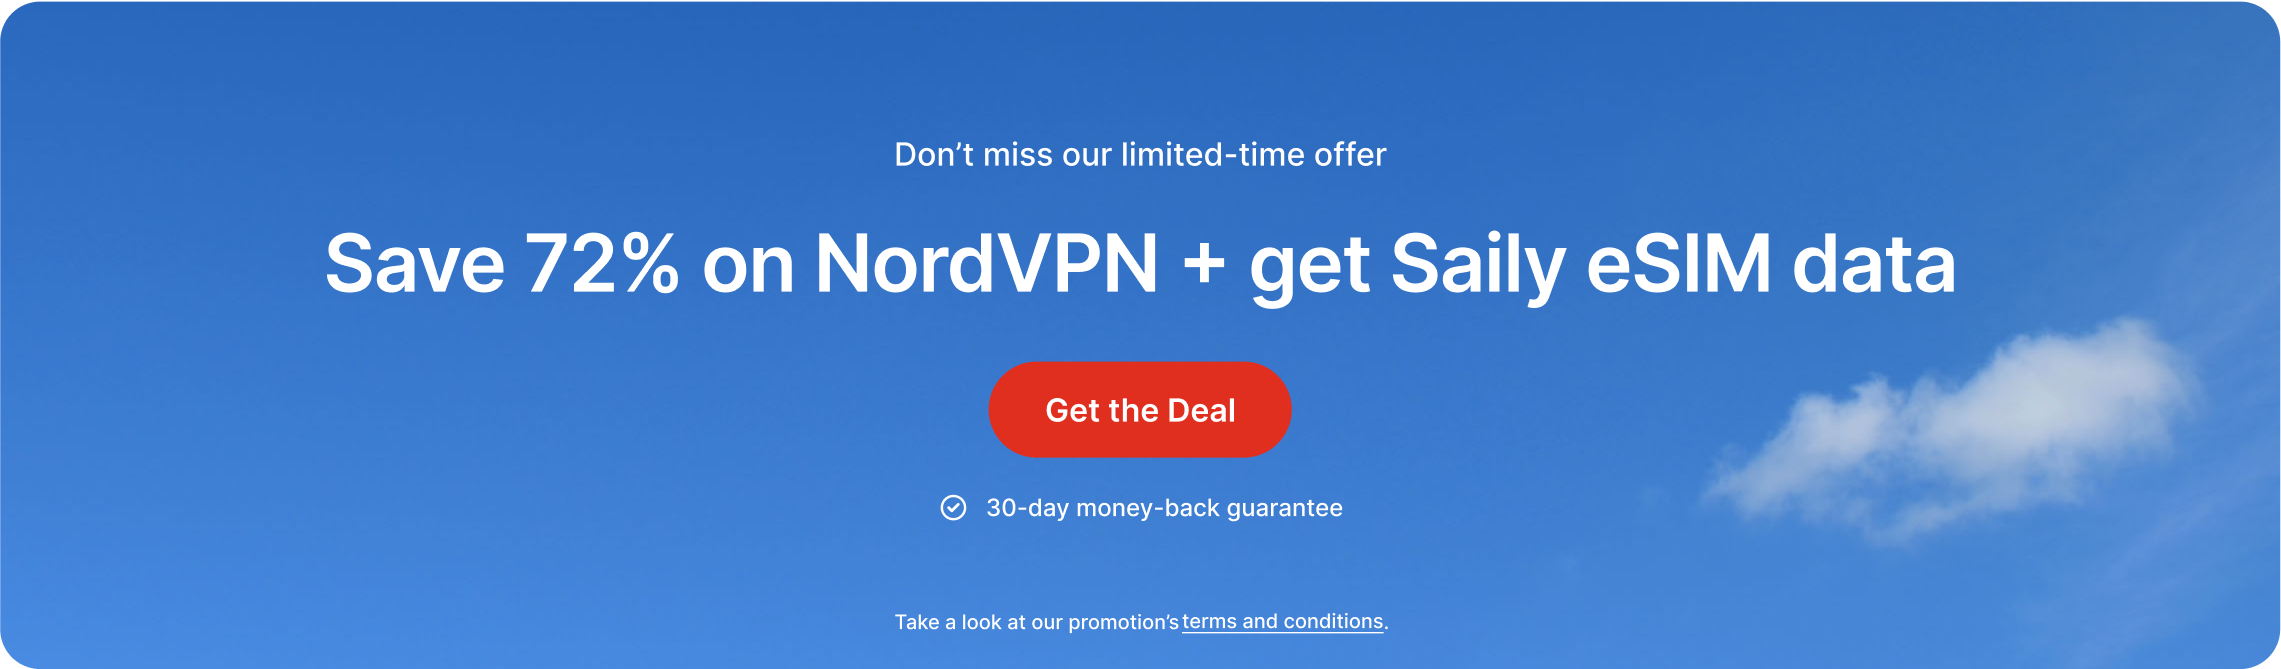 Don’t miss our limited-time offer
Save 72% on NordVPN + get Saily eSIM data
Get the Deal
30-day money-back guarantee
Take a look at our promotion’s terms and conditions.